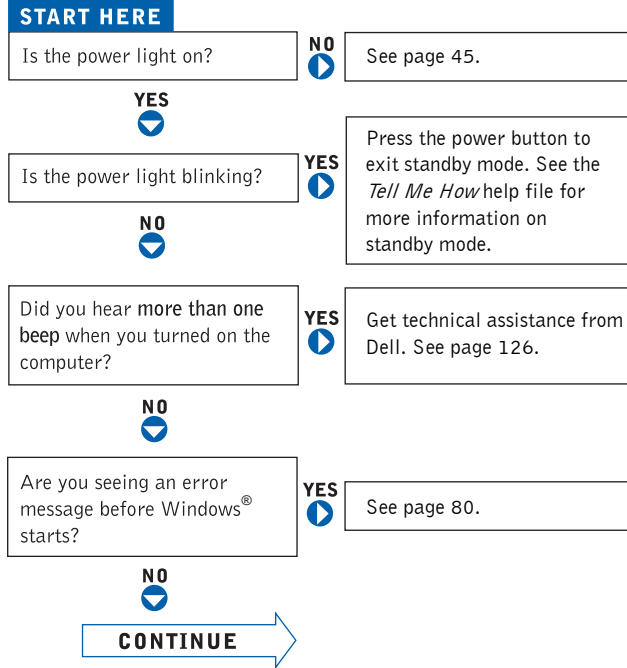 START HERE
Is the power light on?
NO
See page 45.
YES
Is the power light blinking?
YES
Press the power button to
exit standby mode. See the
Tell Me How help file for
more information on
standby mode.
NO
Did you hear more than one
beep when you turned on the
computer?
YES
Get technical assistance from
Dell. See page 126.
NO
Are you seeing an error
message before Windows®
starts?
YES
See page 80.
NO
CONTINUE